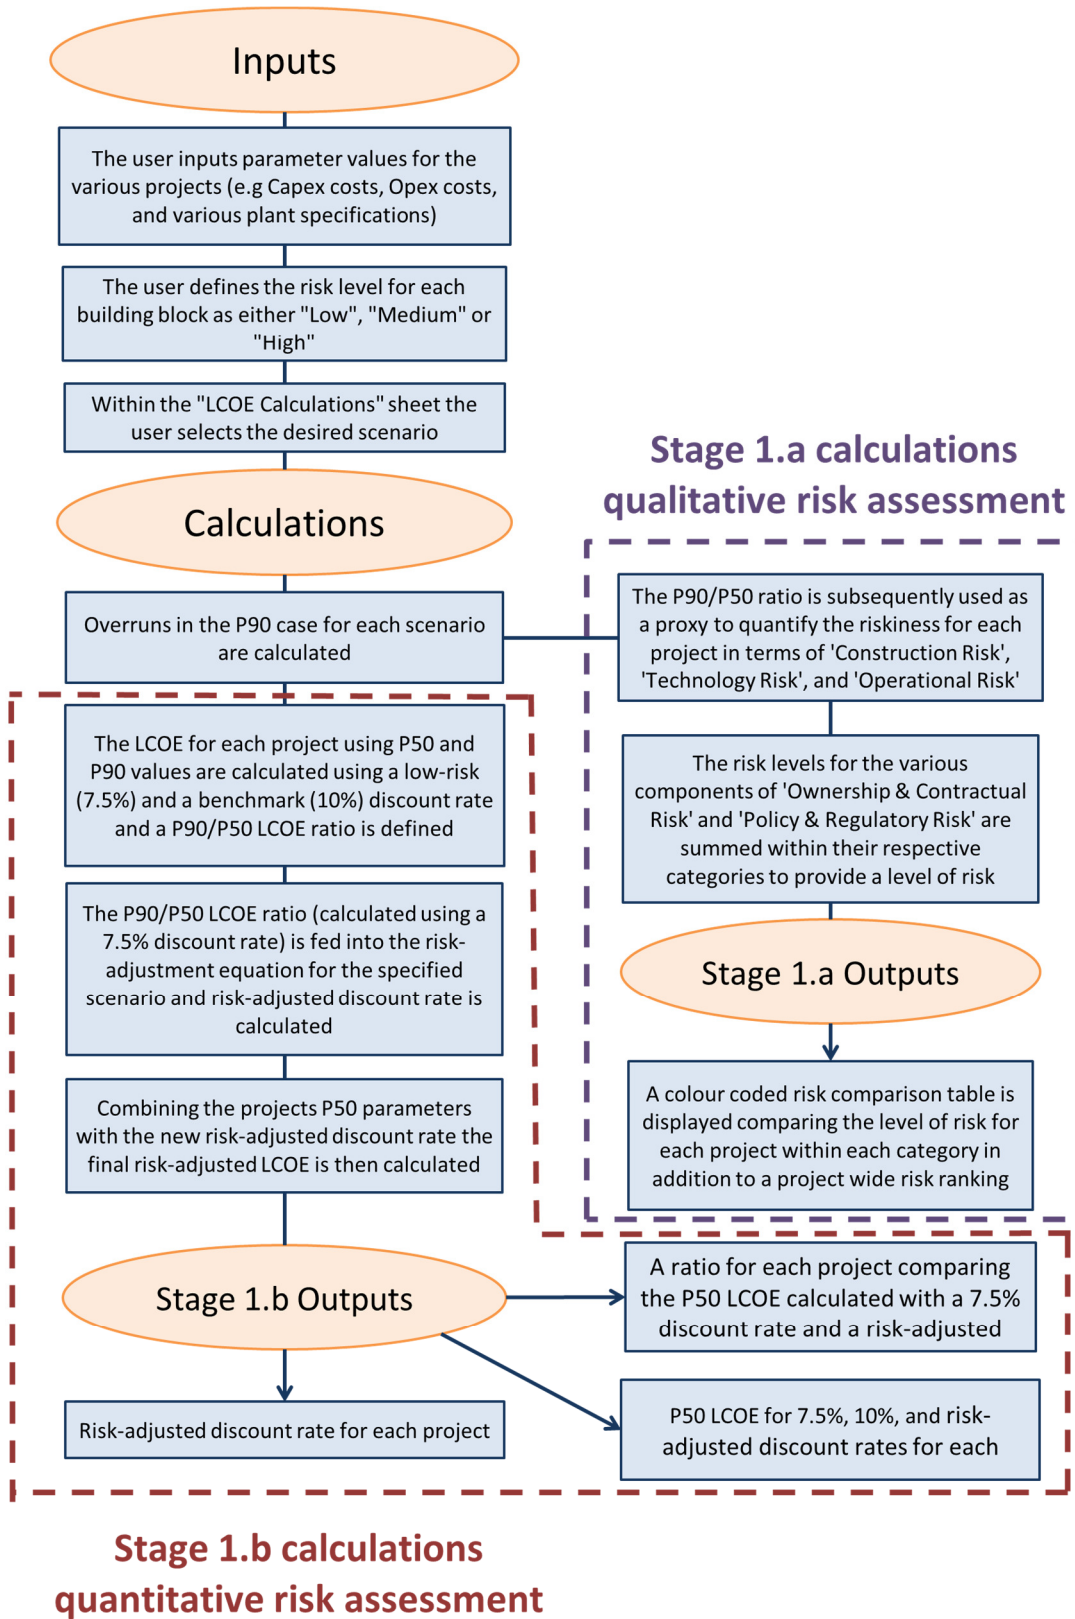 Inputs
The user inputs parameter values for the
various projects (e.g Capex costs, Opex costs,
and various plant specifications)
The user defines the risk level for each
building block as either "Low", "Medium" or
"High"
Within the "LCOE Calculations" sheet the
user selects the desired scenario
Calculations
Overruns in the P90 case for each scenario
are calculated
Stage 1.a calculations
qualitative risk assessment
The P90/P50 ratio is subsequently used as
a proxy to quantify the riskiness for each
project in terms of 'Construction Risk',
'Technology Risk', and 'Operational Risk'
The risk levels for the various
components of 'Ownership & Contractual
Risk' and 'Policy & Regulatory Risk' are
summed within their respective
categories to provide a level of risk
Stage 1.a Outputs
A colour coded risk comparison table is
displayed comparing the level of risk for
each project within each category in
addition to a project wide risk ranking
The LCOE for each project using P50 and
P90 values are calculated using a low-risk
(7.5%) and a benchmark (10%) discount rate
and a P90/P50 LCOE ratio is defined
The P90/P50 LCOE ratio (calculated using a
7.5% discount rate) is fed into the risk-
adjustment equation for the specified
scenario and risk-adjusted discount rate is
calculated
Combining the projects P50 parameters
with the new risk-adjusted discount rate the
final risk-adjusted LCOE is then calculated
Stage 1.b Outputs
A ratio for each project comparing
the P50 LCOE calculated with a 7.5%
discount rate and a risk-adjusted
Risk-adjusted discount rate for each project
P50 LCOE for 7.5%, 10%, and risk-
adjusted discount rates for each
Stage 1.b calculations
quantitative risk assessment